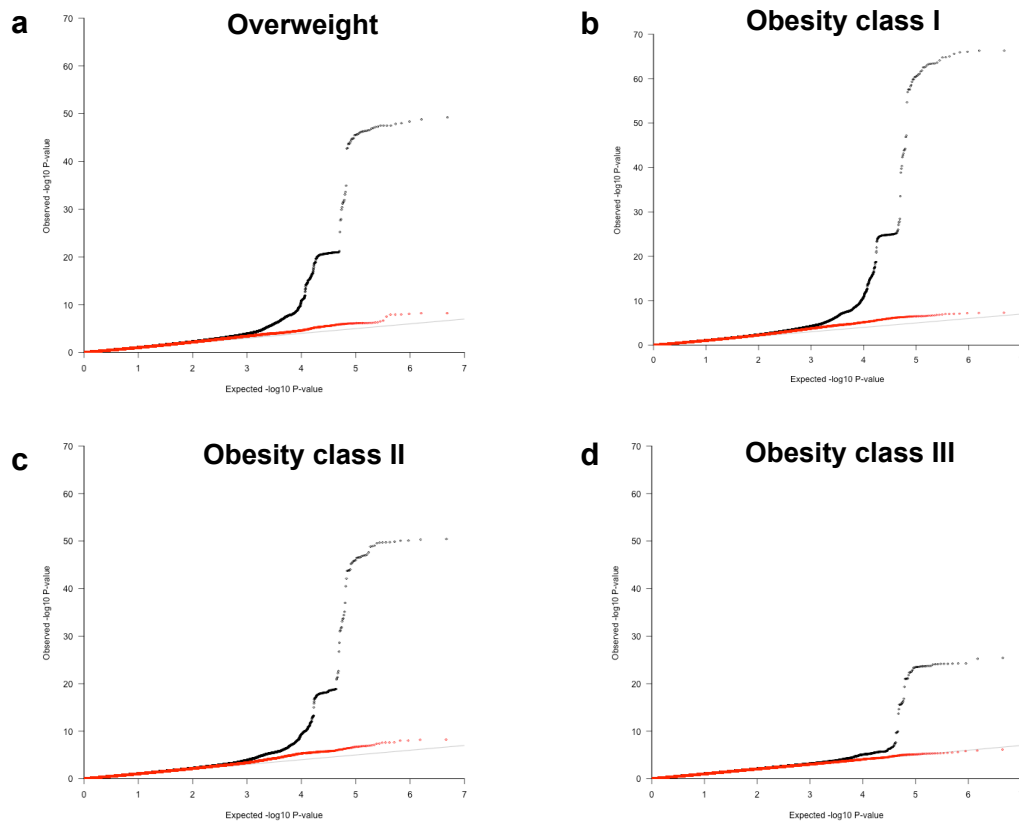 a
Overweight
70
60
50
40
30
20
10
0
Observed -log10 P-value
0 1 2 3 4 5 6 7
Expected -log10 P-value
b
Obesity class I
70
60
50
40
30
20
10
0
Observed -log10 P-value
0 1 2 3 4 5 6
Expected -log10 P-value
c
Obesity class II
70
60
50
40
30
20
10
0
Observed -log10 P-value
0 1 2 3 4 5 6 7
Expected -log10 P-value
d
Obesity class III
70
60
50
40
30
20
10
0
Observed -log10 P-value
0 1 2 3 4 5 6
Expected -log10 P-value